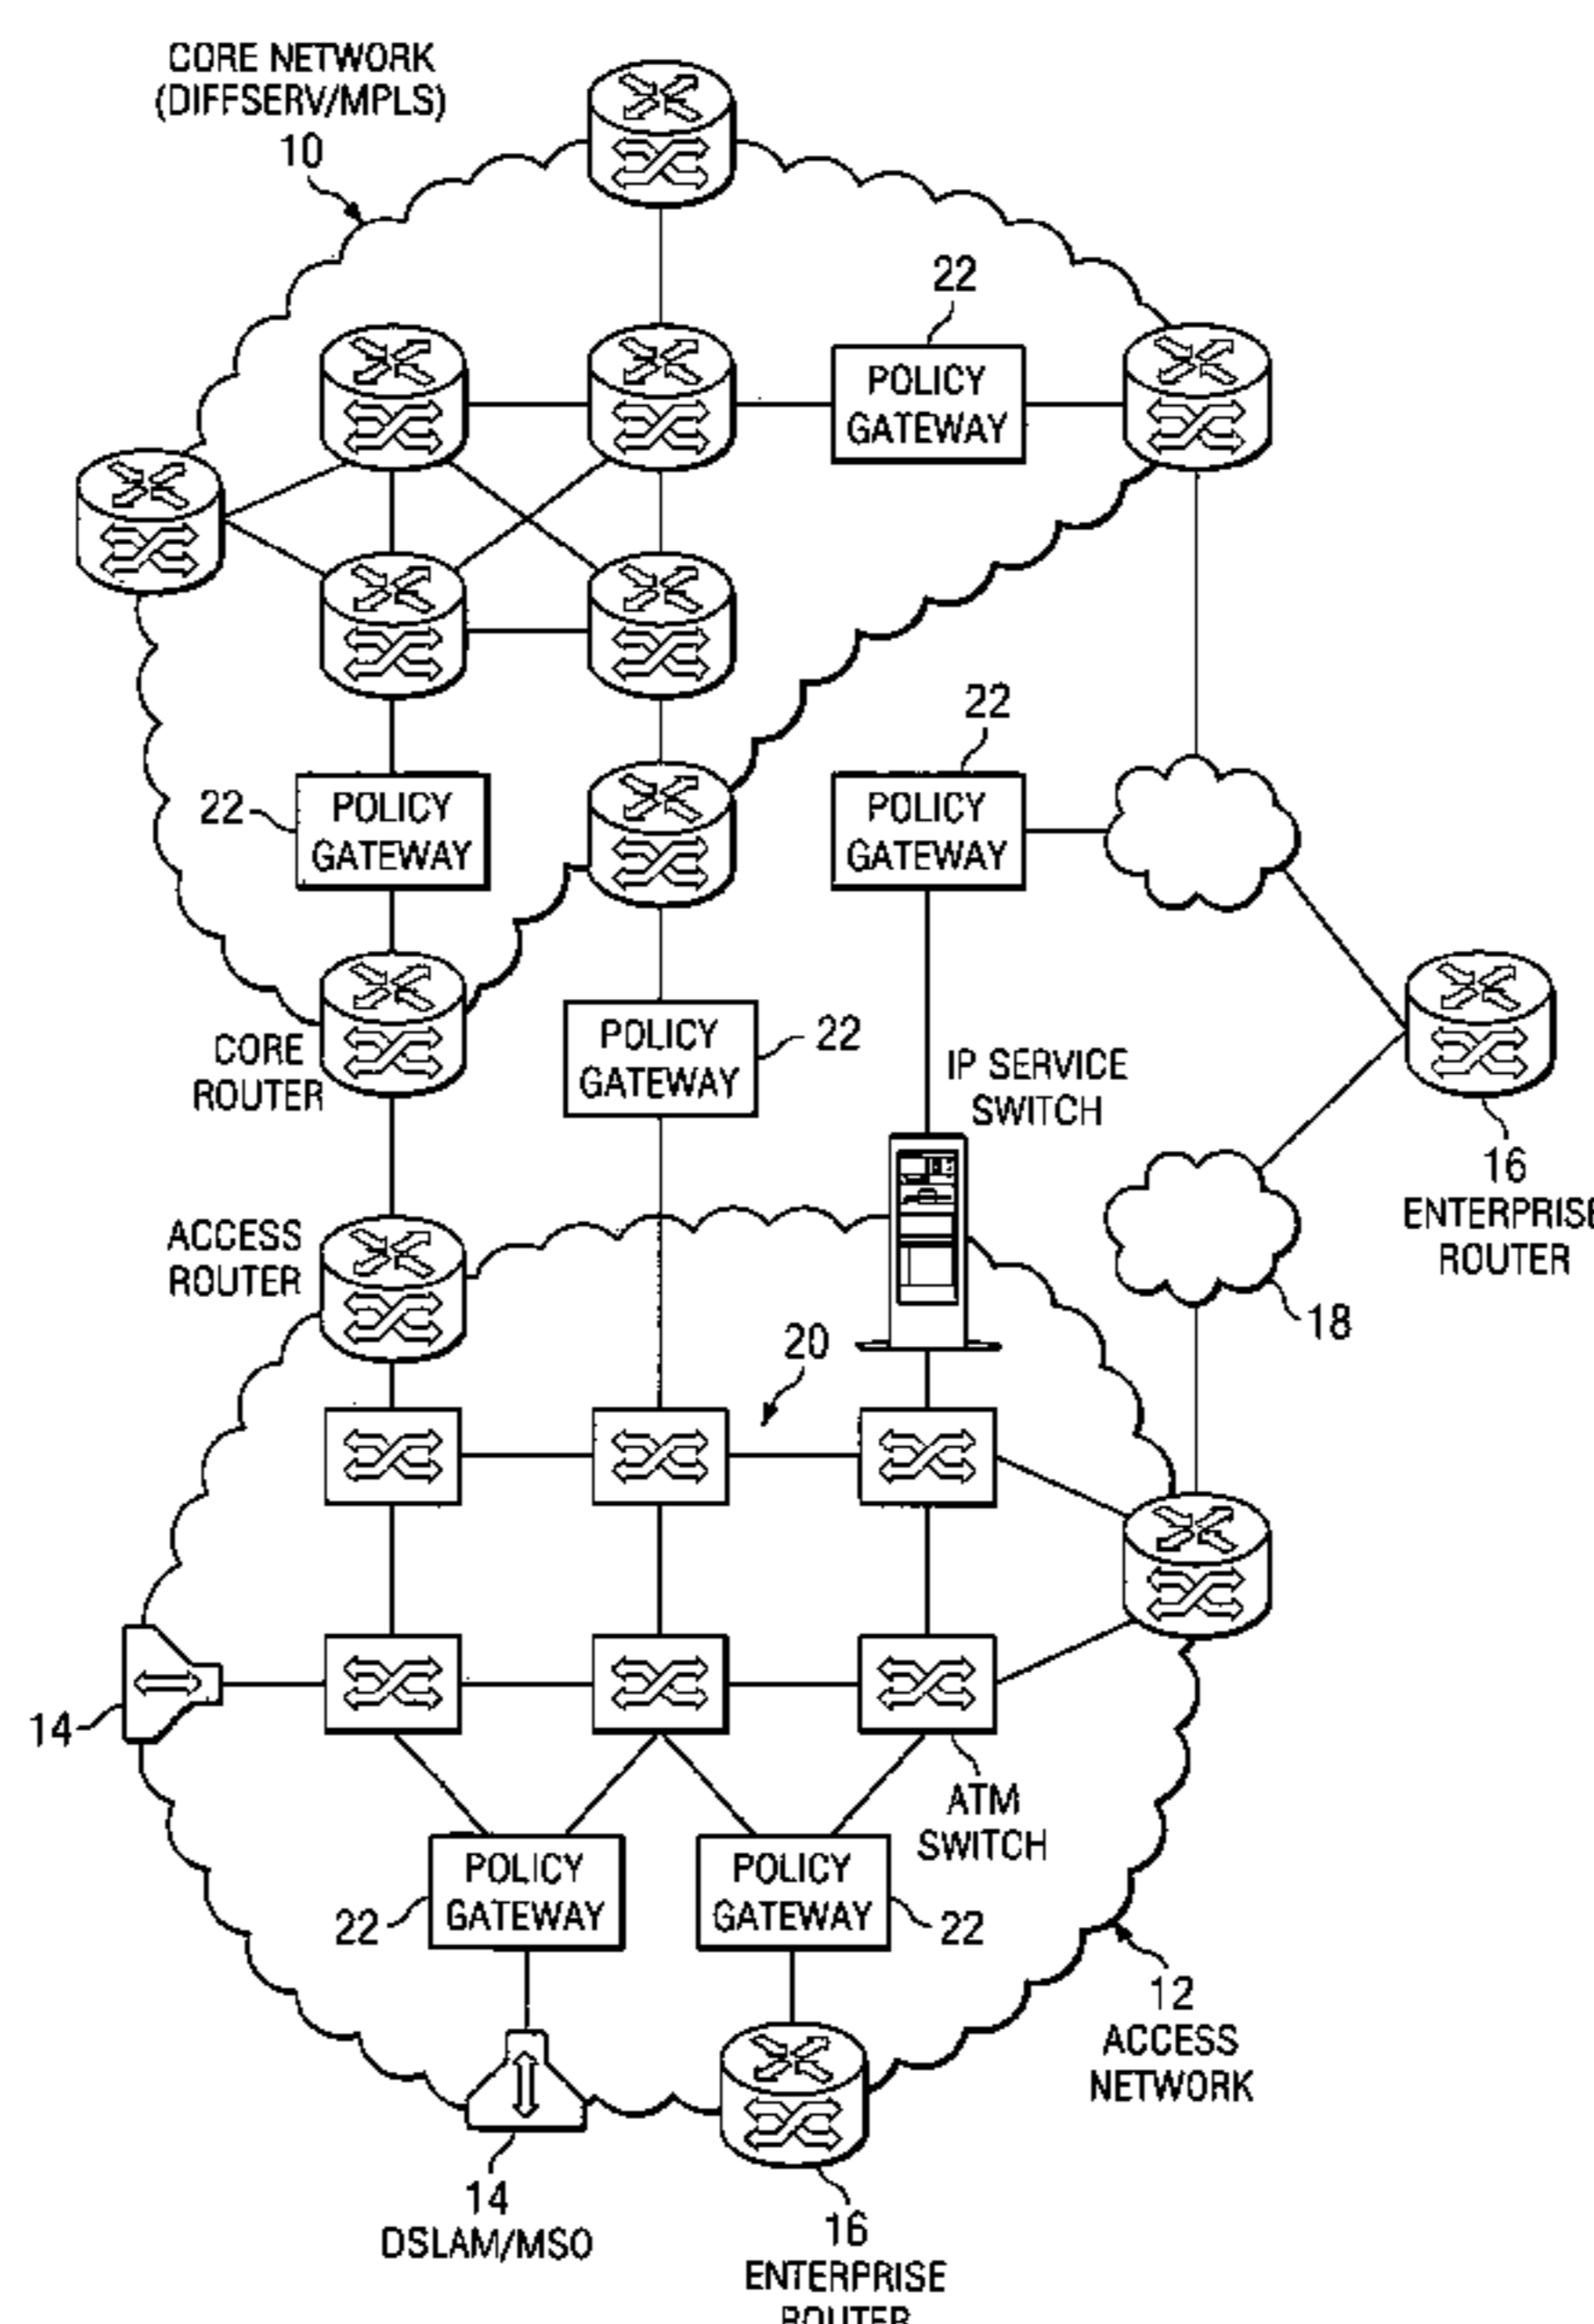 CORE NETWORK
(DIFFSERV/MPLS)
10
22
POLICY
GATEWAY
22
POLICY
GATEWAY
22
POLICY
GATEWAY
CORE
ROUTER
POLICY
GATEWAY
22
IP SERVICE
SWITCH
16
ENTERPRISE
ROUTER
ACCESS
ROUTER
18
20
14
ATM
SWITCH
POLICY
GATEWAY
22
POLICY
GATEWAY
22
12
ACCESS
NETWORK
14
DSLAM/MSO
16
ENTERPRISE
ROUTER